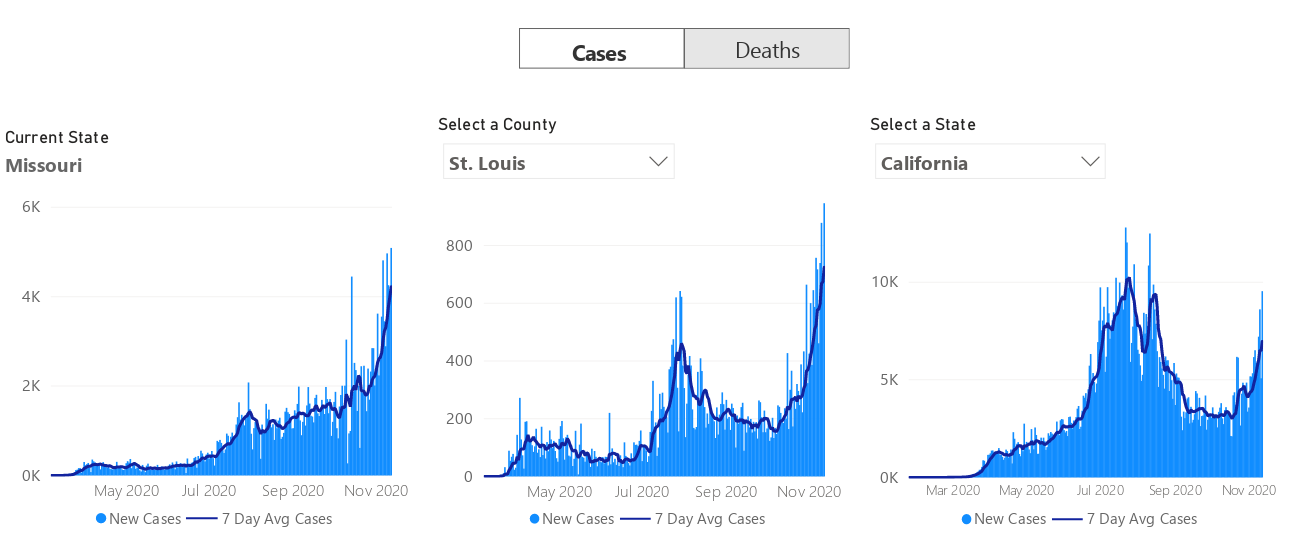 Cases
Deaths
Current State
Missouri
6K
4K
2K
0K
May 2020
Jul 2020
Sep 2020
Nov 2020
New Cases
7 Day Avg Cases
Select a County
St. Louis
800
600
400
200
0
May 2020
Jul 2020
Sep 2020
Nov 2020
New Cases
7 Day Avg Cases
Select a State
California
10K
5K
0K
Mar 2020
May 2020
Jul 2020
Sep 2020
Nov 2020
New Cases
7 Day Avg Cases